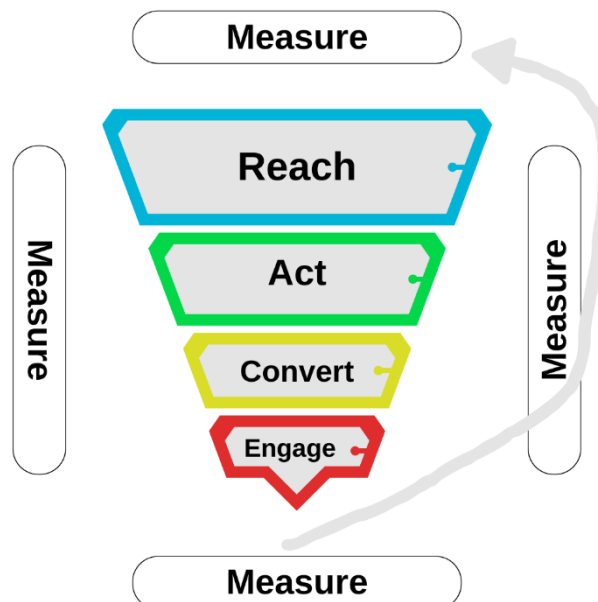 Measure
Reach
Measure
Act
Measure
Convert
Engage
Measure